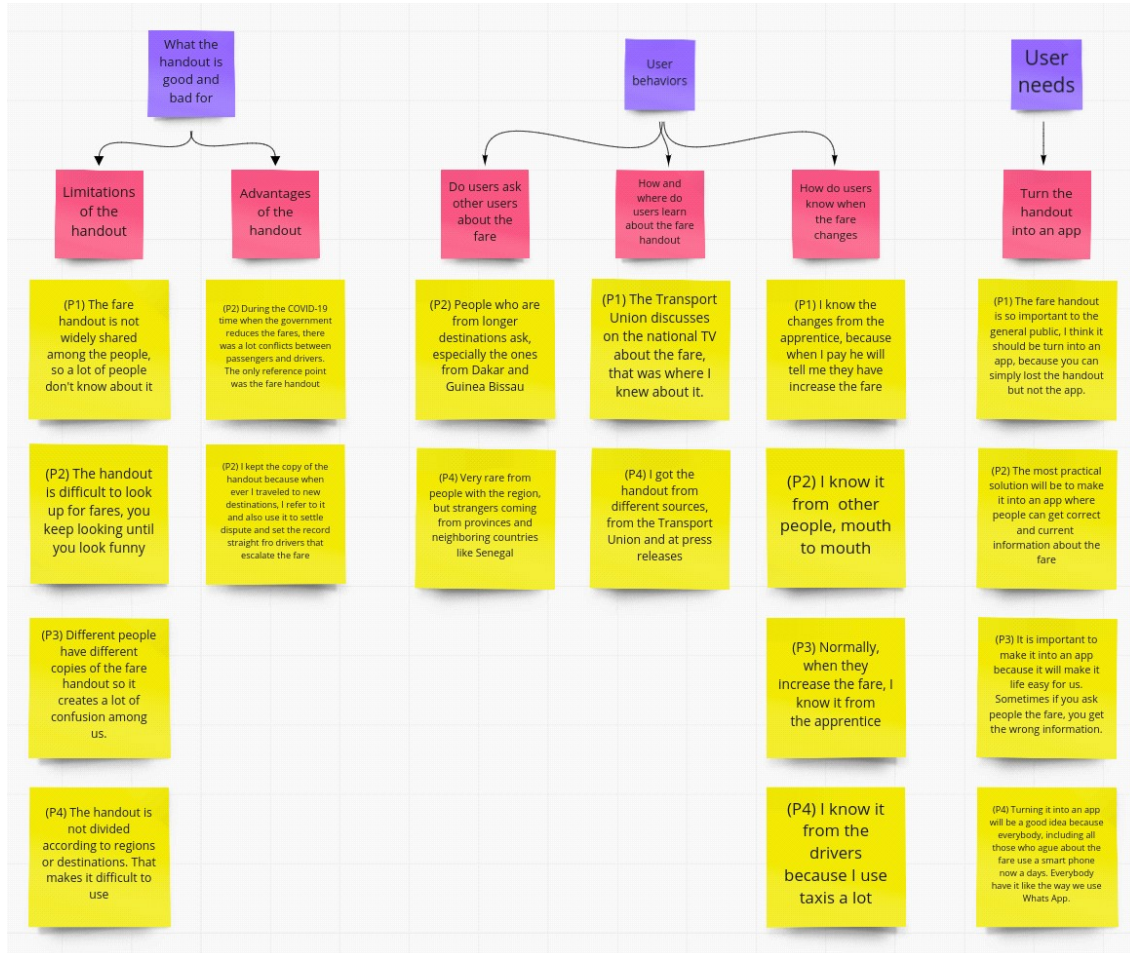 What the
handout is
good and
bad for
User
behaviors
User
needs
Limitations
of the
handout
Advantages
of the
handout
Do users ask
other users
about the
fare
How and
where do
users learn
about the fare
handout
How do users
know when
the fare
changes
Turn the
handout
into an app
(P1) The fare
handout is not
widely shared
among the people,
so a lot of people
don't know about it
(P2) During the COVID-19
time when the government
reduces the fares, there
was a lot conflicts between
passengers and drivers.
The only reference point
was the fare handout
(P2) People who are
from longer
destinations ask,
especially the ones
from Dakar and
Guinea Bissau
(P1) The Transport
Union discusses
on the national TV
about the fare,
that was where I
knew about it.
(P1) I know the
changes from the
apprentice, because
when I pay he will
tell me they have
increase the fare
(P1) The fare handout
is so important to the
general public, I think it
should be turn into an
app, because you can
simply lost the handout
but not the app.
(P2) The handout
is difficult to look
up for fares, you
keep looking until
you look funny
(P2) I kept the copy of the
handout because when
ever I traveled to new
destinations, I refer to it
and also use it to settle
dispute and set the record
straight fro drivers that
escalate the fare
(P4) Very rare from
people with the region,
but strangers coming
from provinces and
neighboring countries
like Senegal
(P4) I got the
handout from
different sources,
from the Transport
Union and at press
releases
(P2) I know it
from other
people, mouth
to mouth
(P2) The most practical
solution will be to make
it into an app where
people can get correct
and current
information about the
fare
(P3) Different people
have different
copies of the fare
handout so it
creates a lot of
confusion among
us.
(P3) Normally,
when they
increase the fare, I
know it from
the apprentice
(P3) It is important to
make it into an app
because it will make it
life easy for us.
Sometimes if you ask
people the fare, you get
the wrong information.
(P4) The handout is
not divided
according to regions
or destinations. That
makes it difficult to
use
(P4) I know it
from the
drivers
because I use
taxis a lot
(P4) Turning it into an app
will be a good idea because
everybody, including all
those who ague about the
fare use a smart phone
now a days. Everybody
have it like the way we use
Whats App.